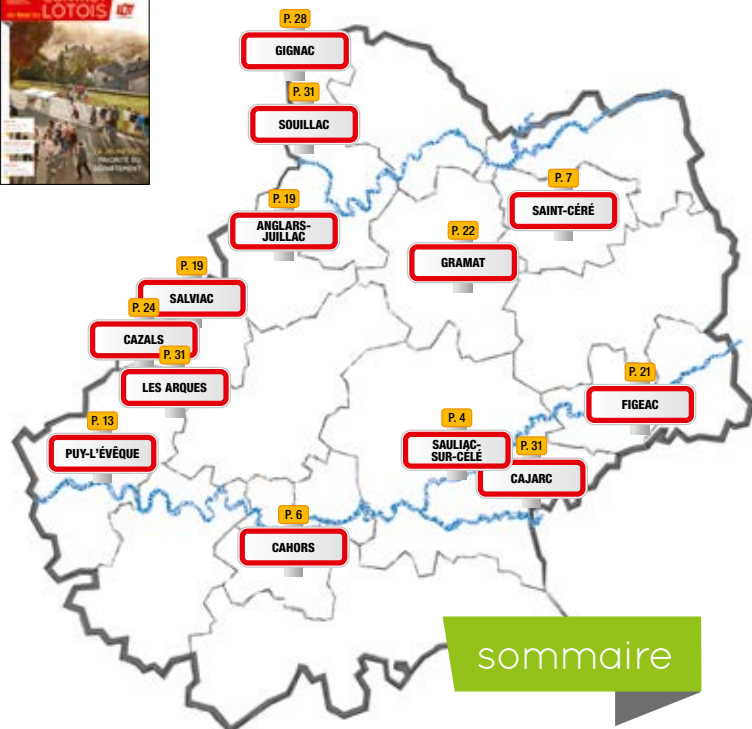 LOTOIS
LOT
PRIORITÉ DU
DÉPARTEMENT
P. 28
GIGNAC
P. 31
SOUILLAC
P. 7
SAINT-CÉRÉ
P. 19
ANGLARS-
JUILLAC
P. 22
GRAMAT
P. 19
SALVIAC
P. 24
CAZALS
P. 31
LES ARQUES
P. 21
FIGEAC
P. 13
PUY-L'ÉVÊQUE
P. 4
SAULIAC-
SUR-CÉLÉ
P. 31
CAJARC
P. 6
CAHORS
sommaire